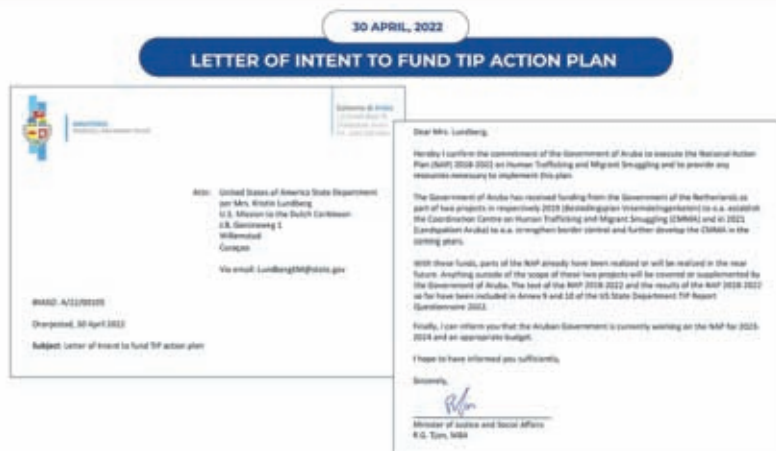 30 APRIL, 2022
LETTER OF INTENT TO FUND TIP ACTION PLAN
Attn: United States of America State Department
per Mrs. Kristin Lundberg
U.S. Mission to the Dutch Caribbean
J.B. Gorsiraweg 1
Willemstad
Curaçao
Via email: LundbergKM@state.gov
Oranjestad, 30 April 2022
Subject: Letter of Intent to fund TIP action plan
Dear Mrs. Lundberg,
Hereby I confirm the commitment of the Government of Aruba to execute the National Action
Plan (NAP) 2018-2022 on Human Trafficking and Migrant Smuggling and to provide any
resources necessary to implement this plan.
The Government of Aruba has received funding from the Government of the Netherlands as
part of two projects in respectively 2019 (Bestedingsplan Vreemdelingenketen) to o.a. establish
the Coordination Centre on Human Trafficking and Migrant Smuggling (CMMA) and in 2021
(Landspakket Aruba) to o.a. strengthen border control and further develop the CMMA in the
coming years.
With these funds, parts of the NAP already have been realized or will be realized in the near
future. Anything outside of the scope of these two projects will be covered or supplemented by
the Government of Aruba. The text of the NAP 2018-2022 and the results of the NAP 2018-2022
so far have been included in Annex 9 and 10 of the US State Department TIP Report
Questionnaire 2022.
Finally, I can inform you that the Aruban Government is currently working on the NAP for 2023-
2024 and an appropriate budget.
I hope to have informed you sufficiently,
Sincerely,
Minister of Justice and Social Affairs
R.G. Tjon, MBA